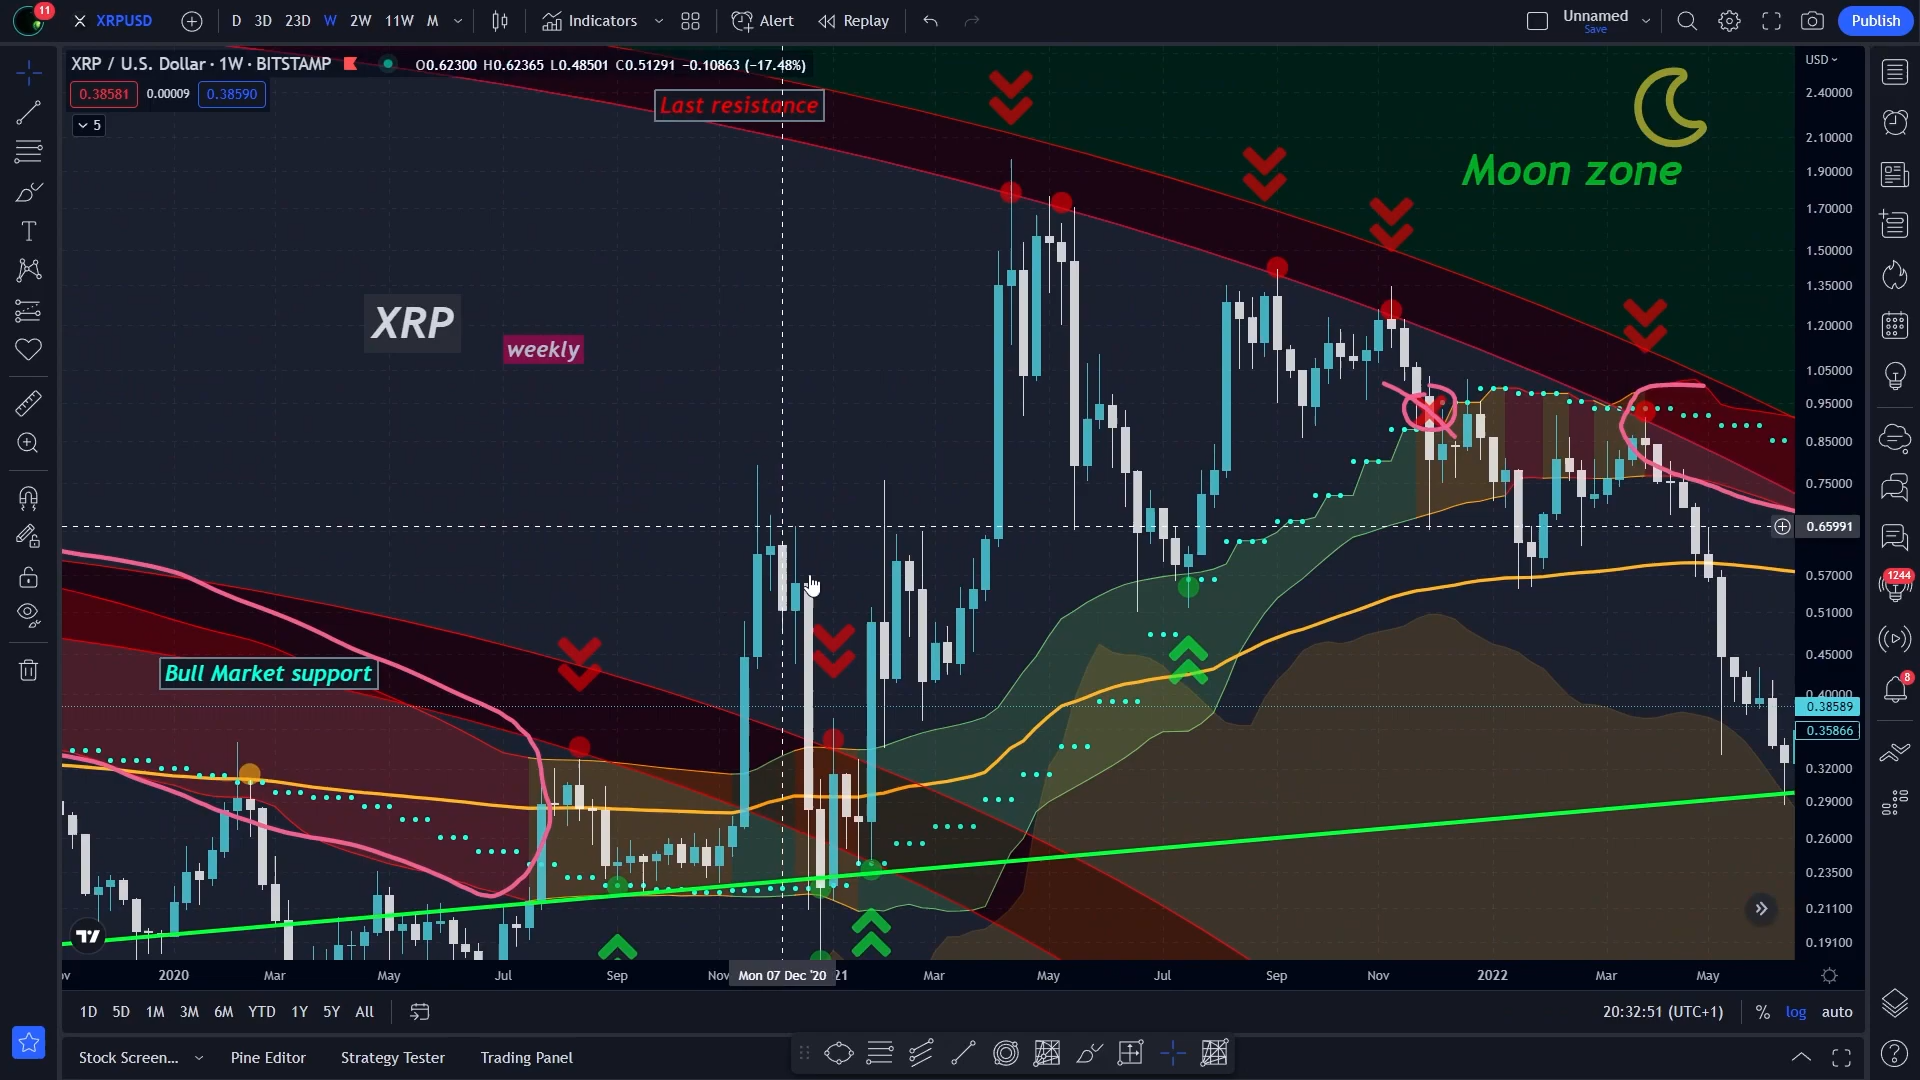 11
XRPUSD
D 3D 23D W 2W 11W M
Indicators
Alert
Replay
Unnamed
Save
Publish
XRP / U.S. Dollar · 1W · BITSTAMP
O0.62300 H0.62365 L0.48501 C0.51291 −0.10863 (−17.48%)
0.38581 0.00009 0.38590
5
Last resistance
Moon zone
XRP
weekly
Bull Market support
USD
2.40000
2.10000
1.90000
1.70000
1.50000
1.35000
1.20000
1.05000
0.95000
0.85000
0.75000
0.65991
0.57000
0.51000
0.45000
0.40000
0.38589
0.35866
0.32000
0.29000
0.26000
0.23500
0.21100
0.19100
1244
8
2020 Mar May Jul Sep Nov Mon 07 Dec '20 21 Mar May Jul Sep Nov 2022 Mar May
1D 5D 1M 3M 6M YTD 1Y 5Y All
20:32:51 (UTC+1) % log auto
Stock Screen... Pine Editor Strategy Tester Trading Panel